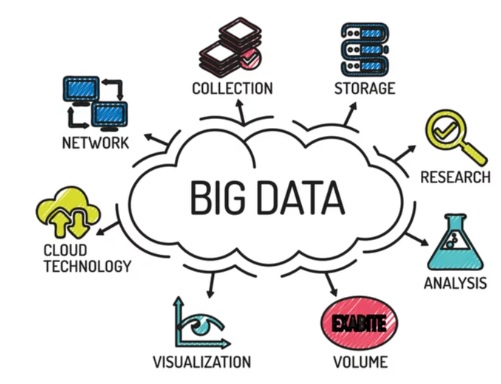 COLLECTION
STORAGE
NETWORK
RESEARCH
BIG DATA
CLOUD
TECHNOLOGY
ANALYSIS
EXABITE
VISUALIZATION
VOLUME